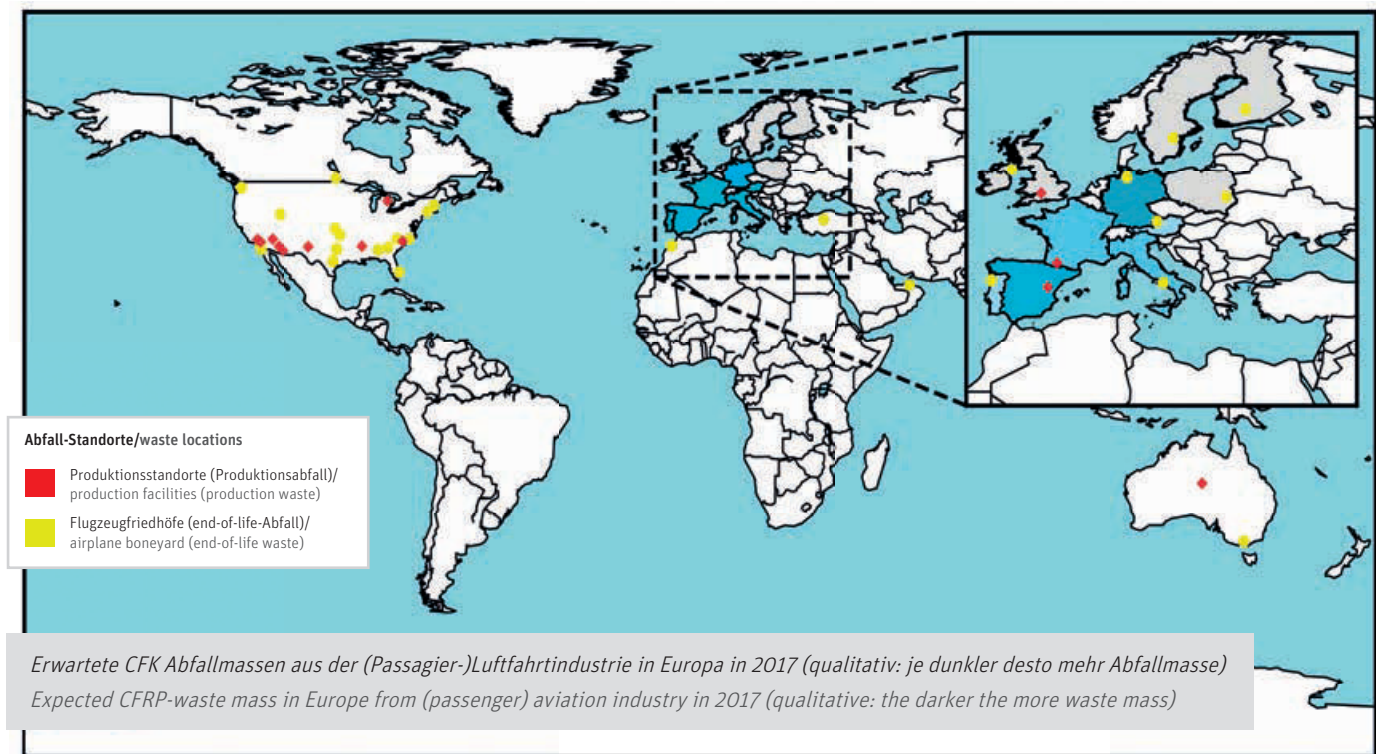 Abfall-Standorte/waste locations
Produktionsstandorte (Produktionsabfall)/
production facilities (production waste)
Flugzeugfriedhöfe (end-of-life-Abfall)/
airplane boneyard (end-of-life waste)
Erwartete CFK Abfallmassen aus der (Passagier-)Luftfahrtindustrie in Europa in 2017 (qualitativ: je dunkler desto mehr Abfallmasse)
Expected CFRP-waste mass in Europe from (passenger) aviation industry in 2017 (qualitative: the darker the more waste mass)